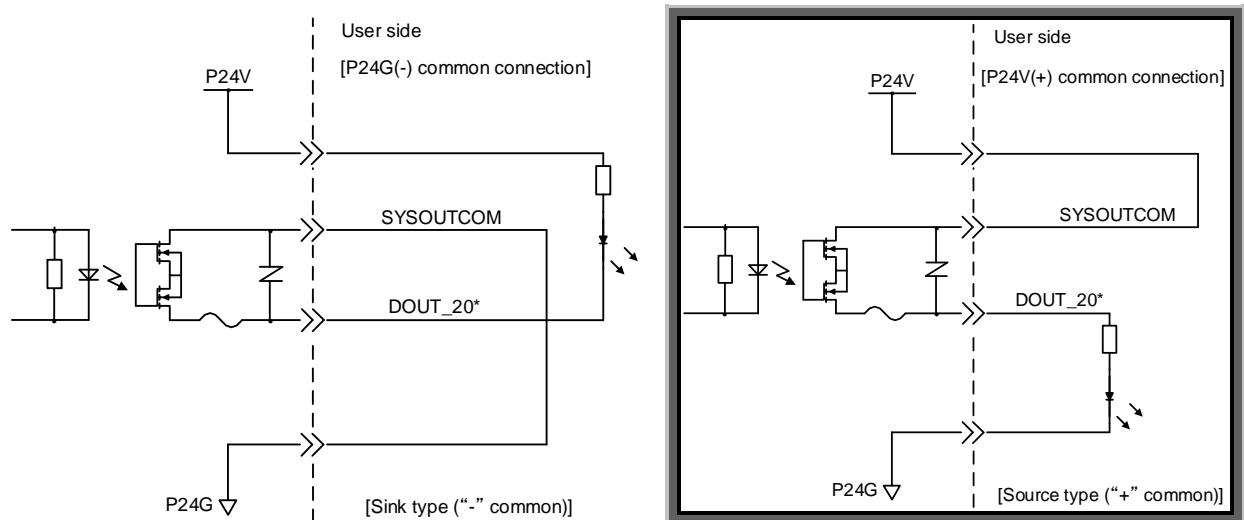 User side
[P24G(-) common connection]
P24V
SYSOUTCOM
DOUT_20*
P24G
[Sink type (“-” common)]
User side
[P24V(+) common connection]
P24V
SYSOUTCOM
DOUT_20*
P24G
[Source type (“+” common)]